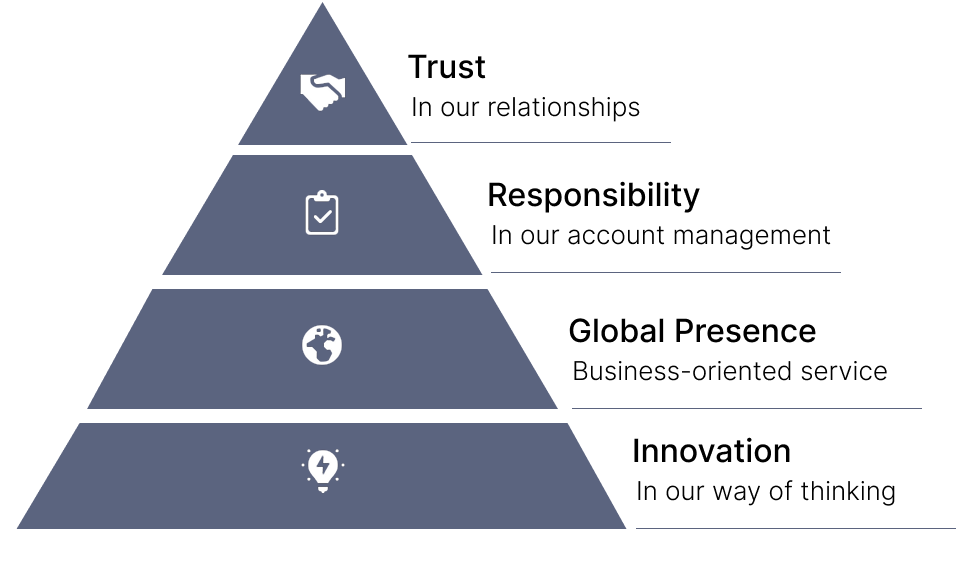 Trust
In our relationships
Responsibility
In our account management
Global Presence
Business-oriented service
Innovation
In our way of thinking